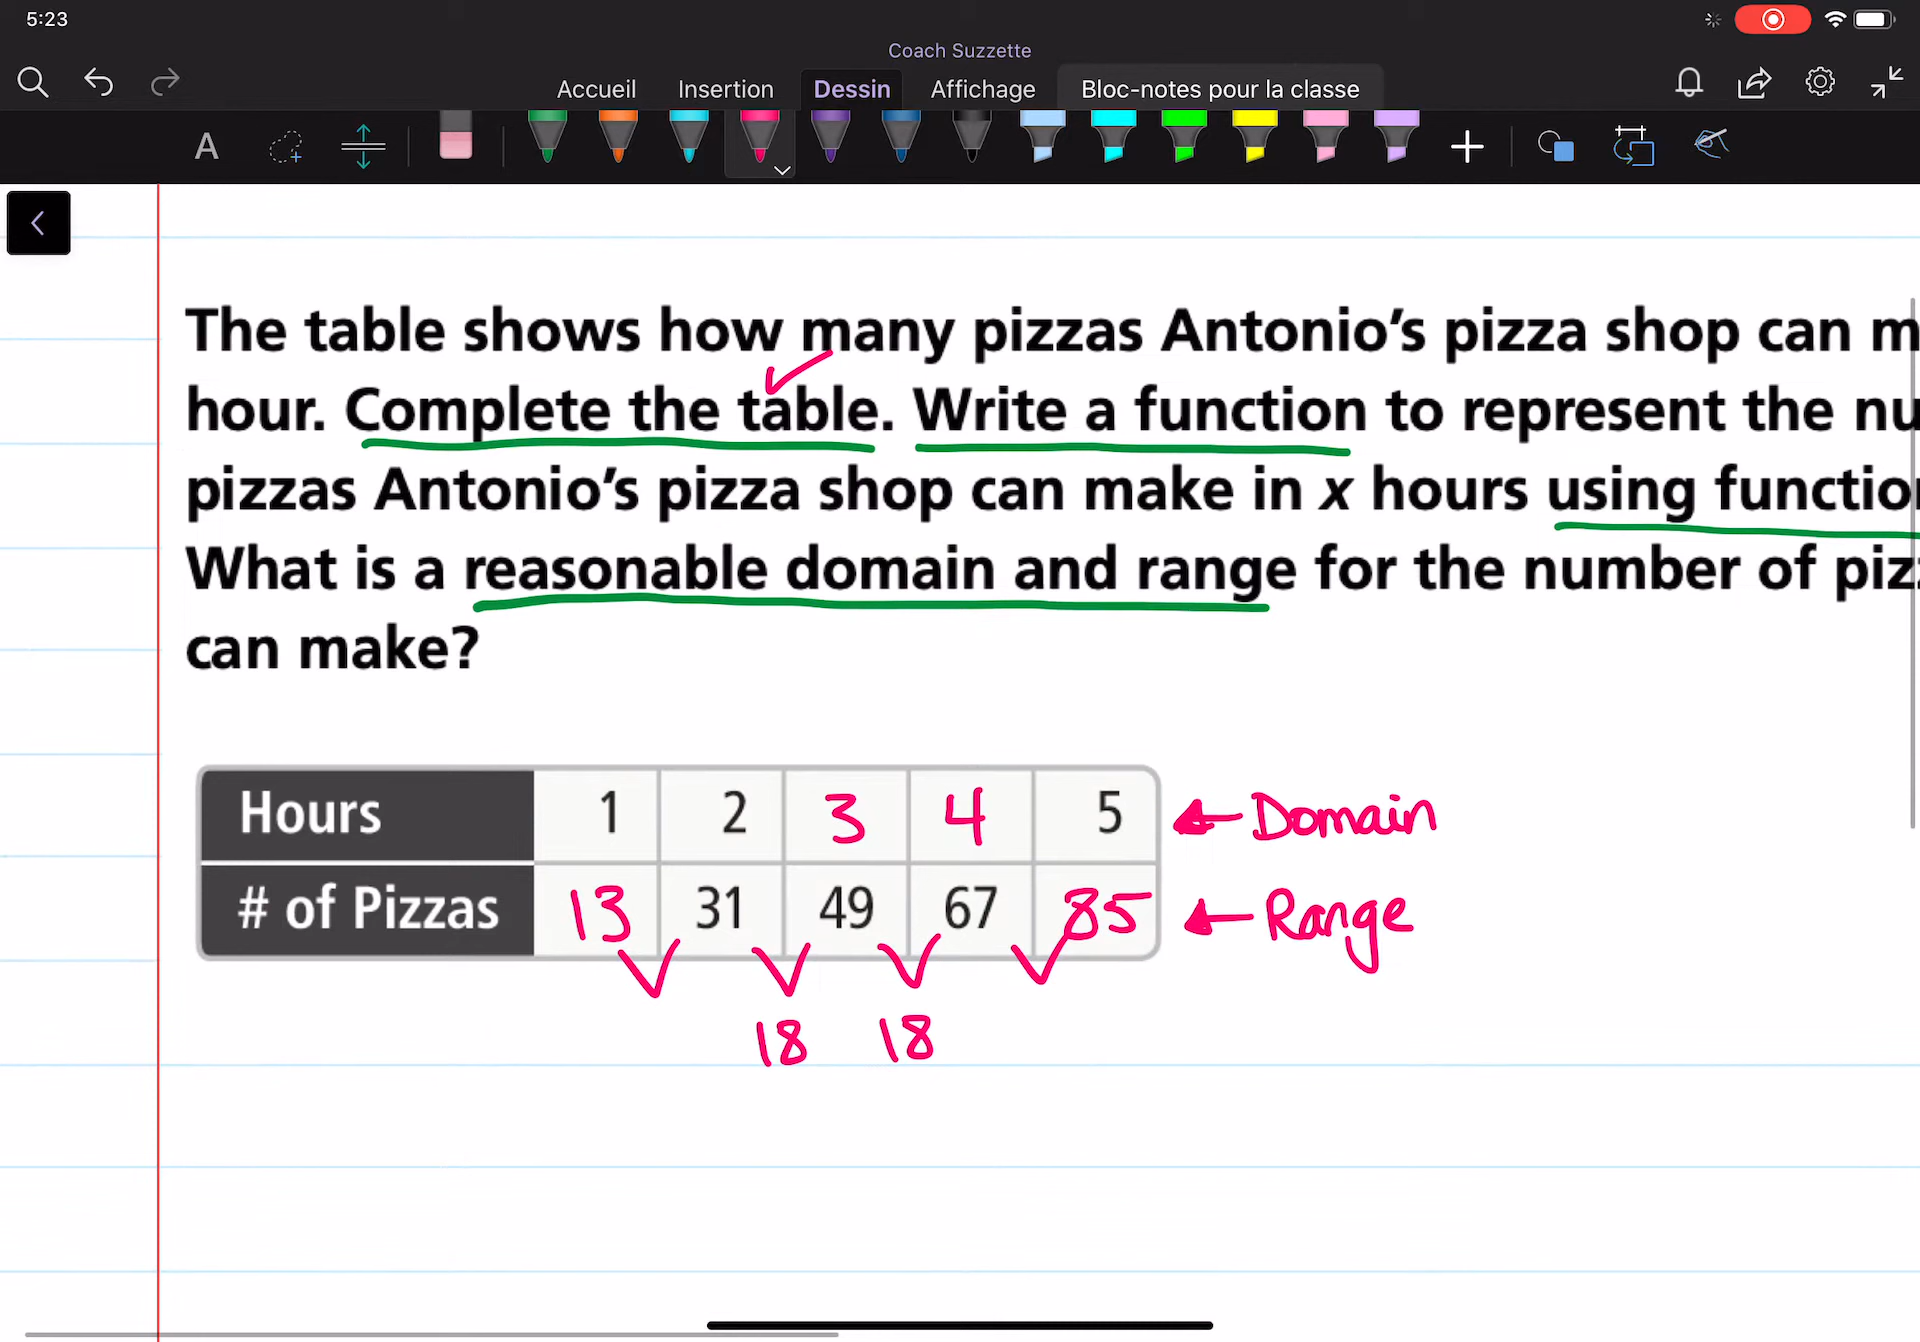 5:23
Coach Suzzette
Accueil Insertion Dessin Affichage Bloc-notes pour la classe
A
The table shows how many pizzas Antonio's pizza shop can m
hour. Complete the table. Write a function to represent the nu
pizzas Antonio's pizza shop can make in x hours using function
What is a reasonable domain and range for the number of piz
can make?
Hours 1 2 3 4 5 Domain
# of Pizzas 13 31 49 67 85 Range
18 18